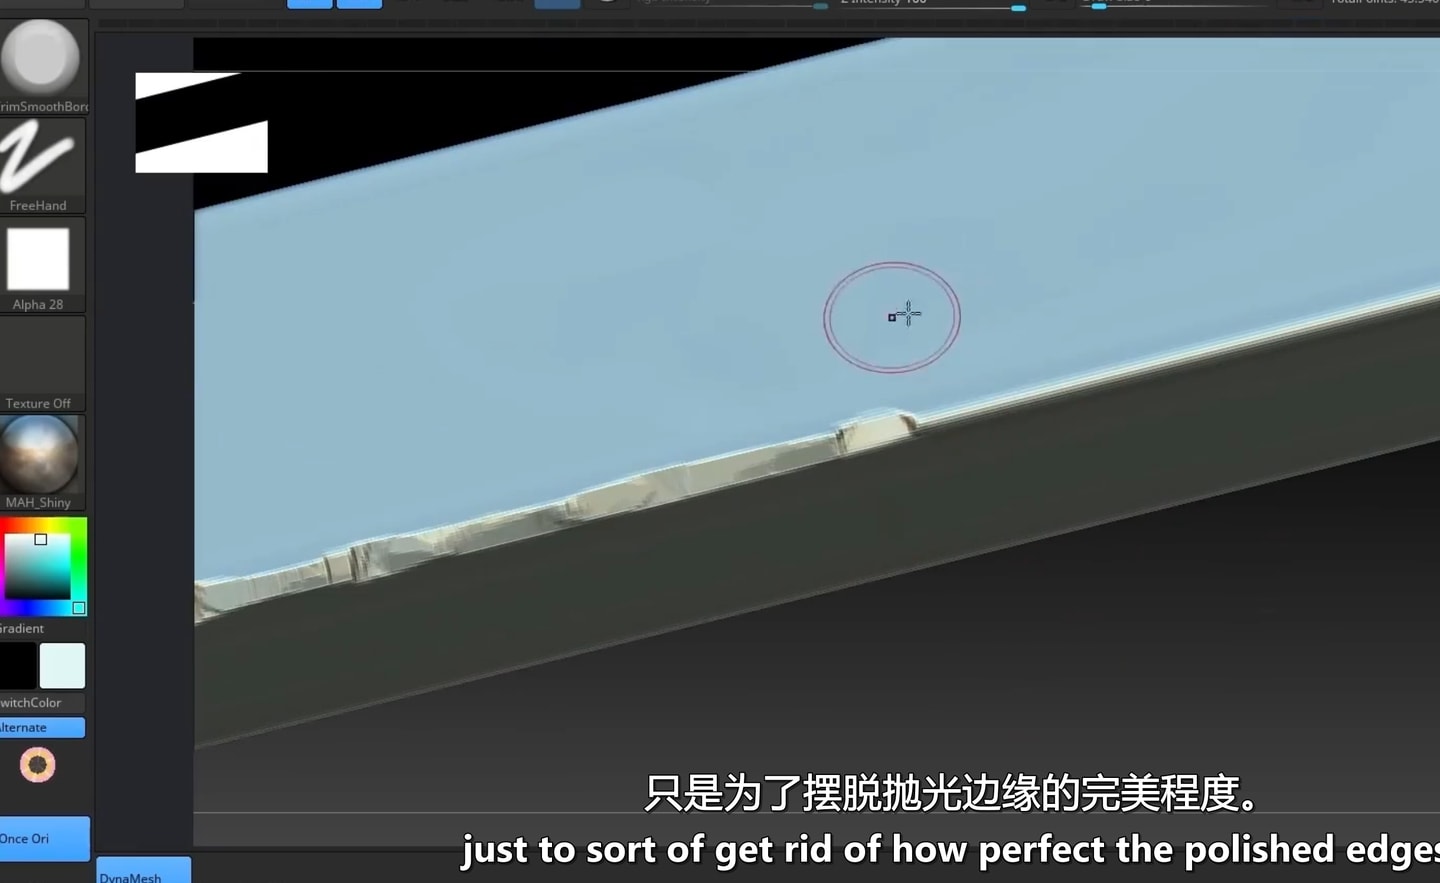 Z Intensity 100
rimSmoothBor
FreeHand
Alpha 28
Texture Off
MAH_Shiny
Gradient
witchColor
Alternate
Once Ori
DynaMesh
只是为了摆脱抛光边缘的完美程度。
just to sort of get rid of how perfect the polished edges